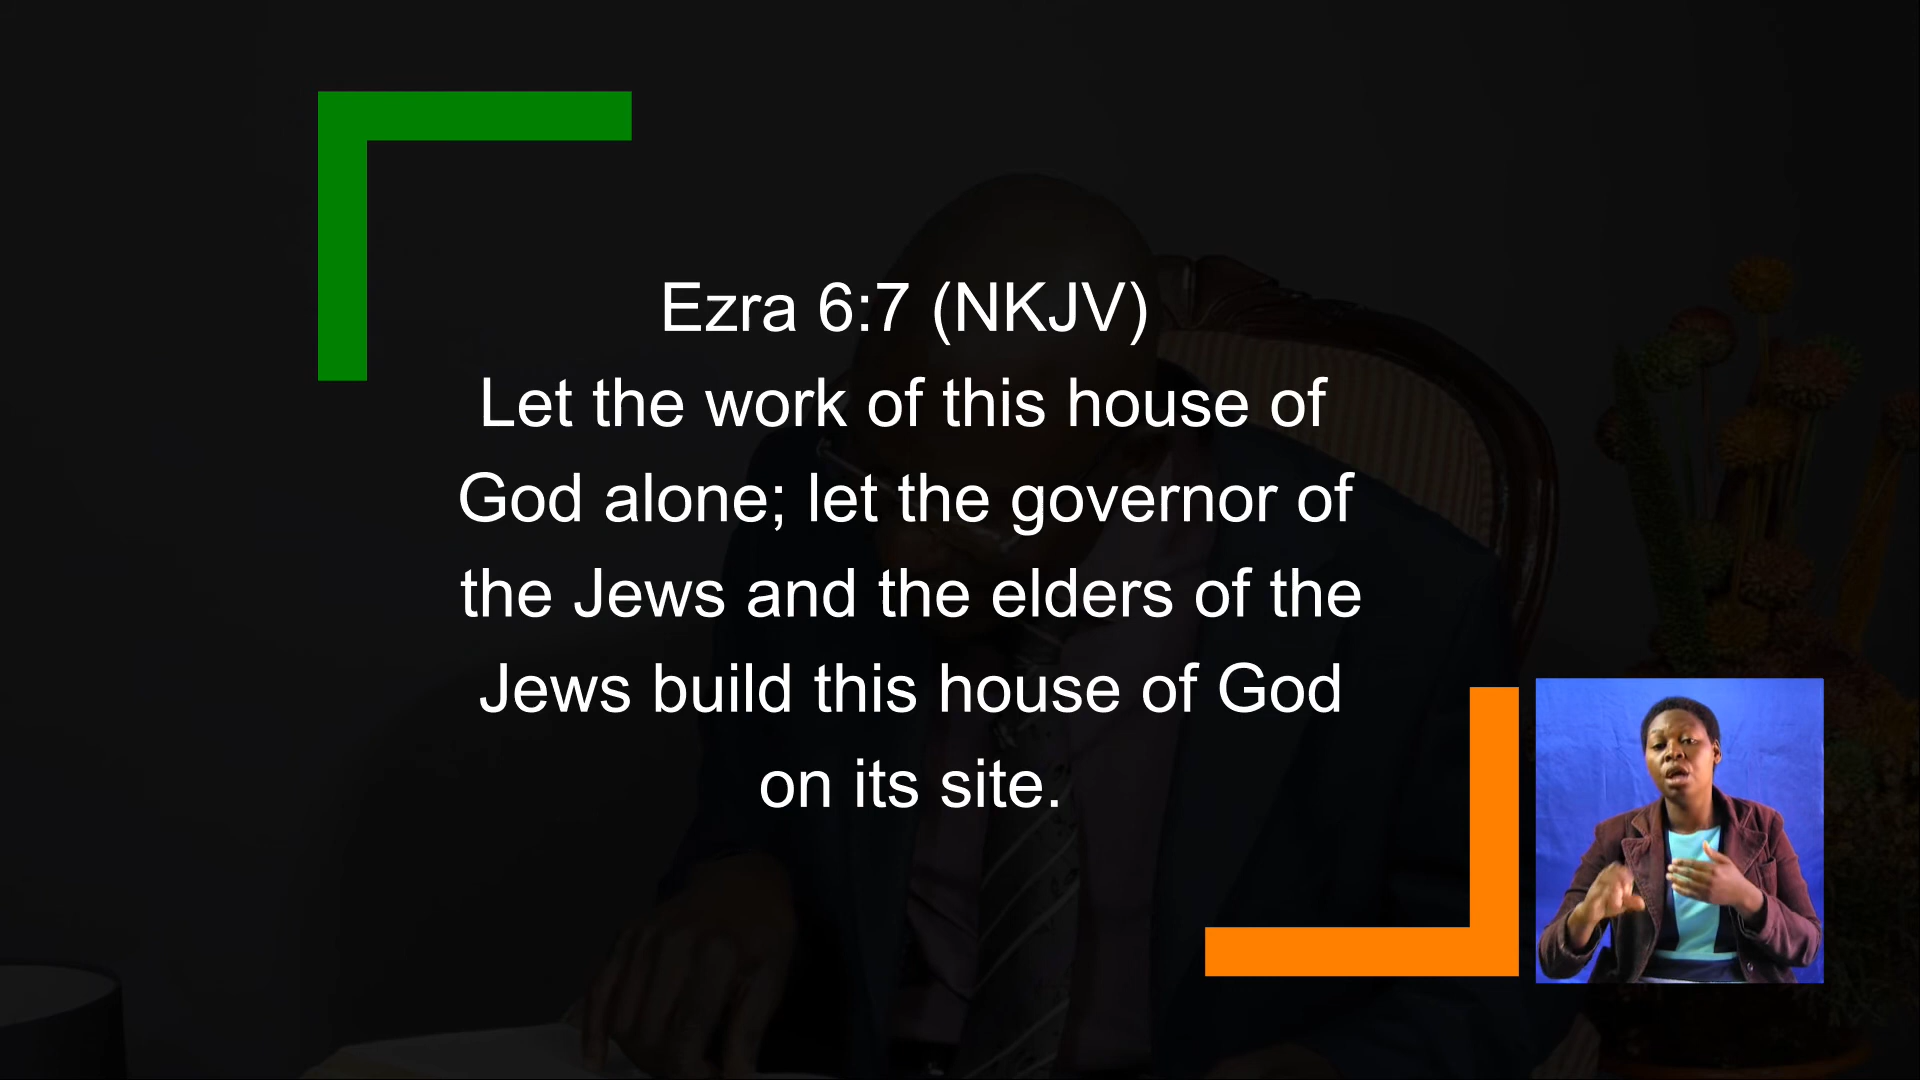 Ezra 6:7 (NKJV)
Let the work of this house of
God alone; let the governor of
the Jews and the elders of the
Jews build this house of God
on its site.